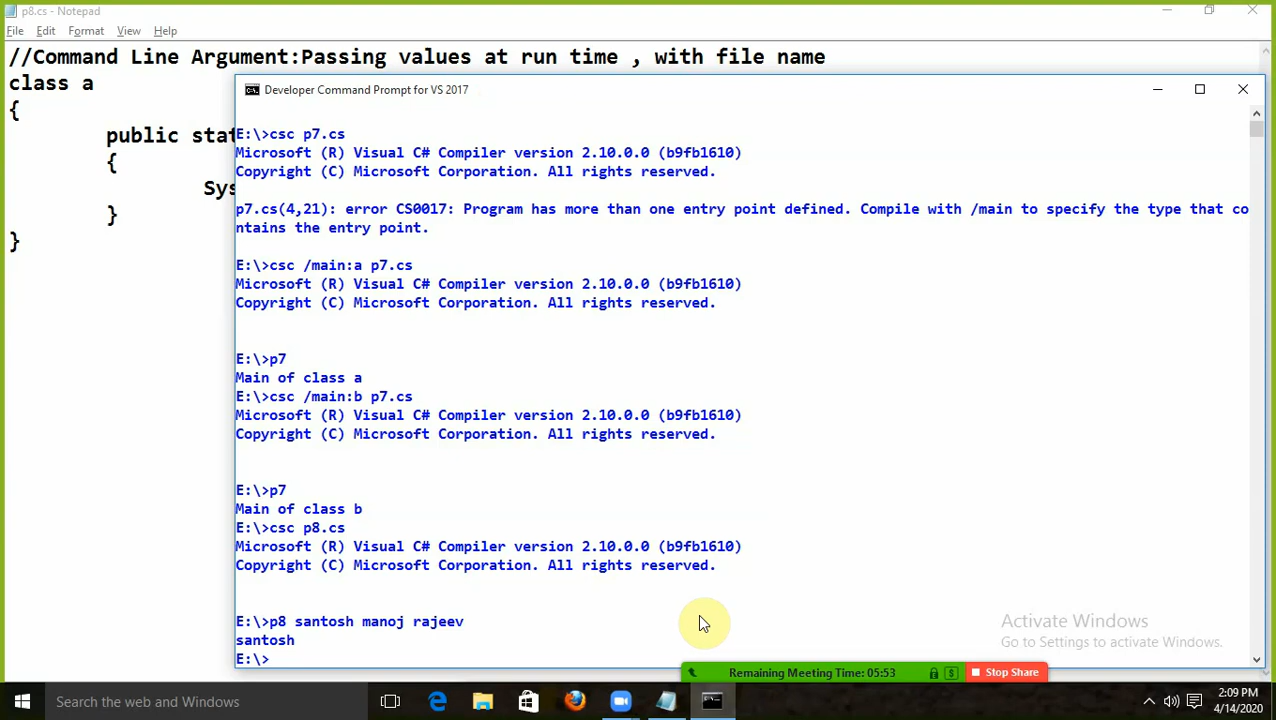 p8.cs - Notepad
File Edit Format View Help
//Command Line Argument:Passing values at run time , with file name
class a
{
public stat
{
Sys
}
}
Developer Command Prompt for VS 2017
E:\>csc p7.cs
Microsoft (R) Visual C# Compiler version 2.10.0.0 (b9fb1610)
Copyright (C) Microsoft Corporation. All rights reserved.
p7.cs(4,21): error CS0017: Program has more than one entry point defined. Compile with /main to specify the type that co
ntains the entry point.
E:\>csc /main:a p7.cs
Microsoft (R) Visual C# Compiler version 2.10.0.0 (b9fb1610)
Copyright (C) Microsoft Corporation. All rights reserved.
E:\>p7
Main of class a
E:\>csc /main:b p7.cs
Microsoft (R) Visual C# Compiler version 2.10.0.0 (b9fb1610)
Copyright (C) Microsoft Corporation. All rights reserved.
E:\>p7
Main of class b
E:\>csc p8.cs
Microsoft (R) Visual C# Compiler version 2.10.0.0 (b9fb1610)
Copyright (C) Microsoft Corporation. All rights reserved.
E:\>p8 santosh manoj rajeev
santosh
E:\>
Activate Windows
Go to Settings to activate Windows.
Remaining Meeting Time: 05:53 Stop Share
Search the web and Windows
2:09 PM
4/14/2020